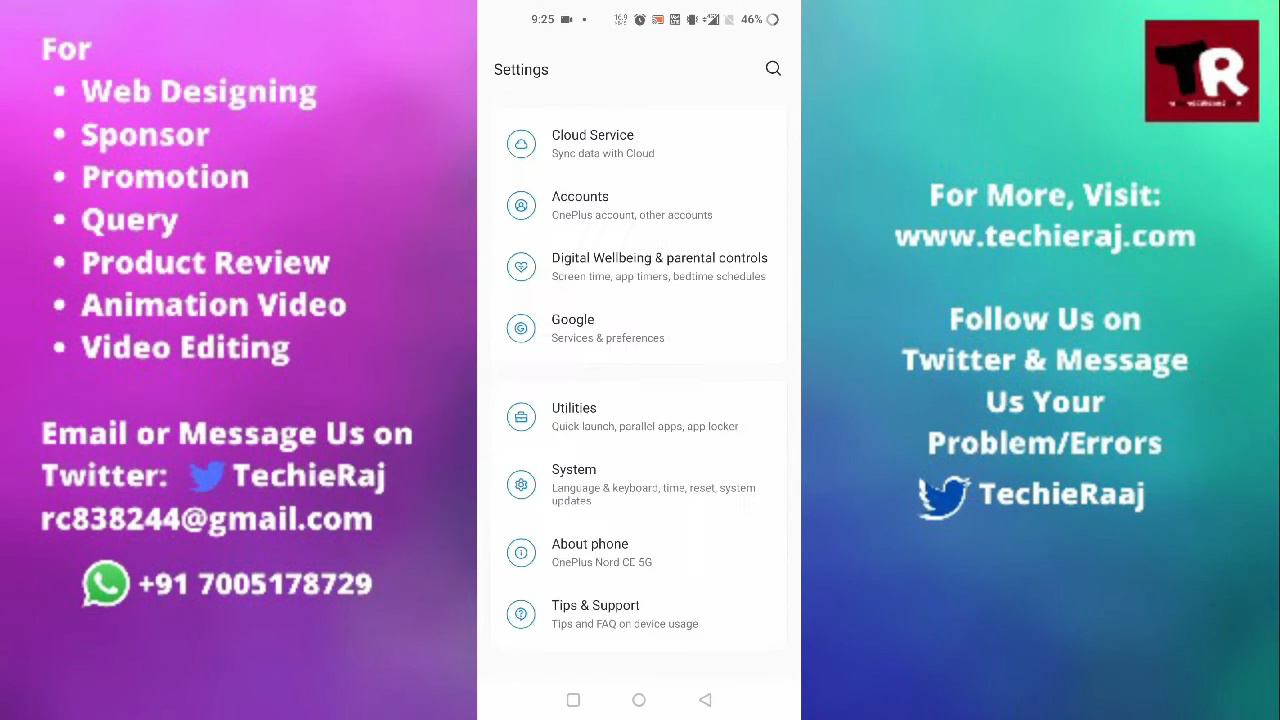 For
• Web Designing
• Sponsor
• Promotion
• Query
• Product Review
• Animation Video
• Video Editing
Email or Message Us on
Twitter: TechieRaj
rc838244@gmail.com
+91 7005178729
9:25
46%
Settings
Cloud Service
Sync data with Cloud
Accounts
OnePlus account, other accounts
Digital Wellbeing & parental controls
Screen time, app timers, bedtime schedules
Google
Services & preferences
Utilities
Quick launch, parallel apps, app locker
System
Language & keyboard, time, reset, system
updates
About phone
OnePlus Nord CE 5G
Tips & Support
Tips and FAQ on device usage
TR
For More, Visit:
www.techieraj.com
Follow Us on
Twitter & Message
Us Your
Problem/Errors
TechieRaaj